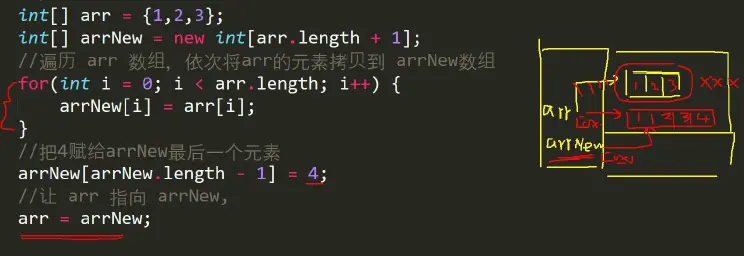 int[] arr = {1,2,3};
int[] arrNew = new int[arr.length + 1];
//遍历 arr 数组，依次将arr的元素拷贝到 arrNew数组
for(int i = 0; i < arr.length; i++) {
arrNew[i] = arr[i];
}
//把4赋给arrNew最后一个元素
arrNew[arrNew.length - 1] = 4;
//让 arr 指向 arrNew,
arr = arrNew;
1 2 3 XXX
arr
1 2 3 4
arrNew